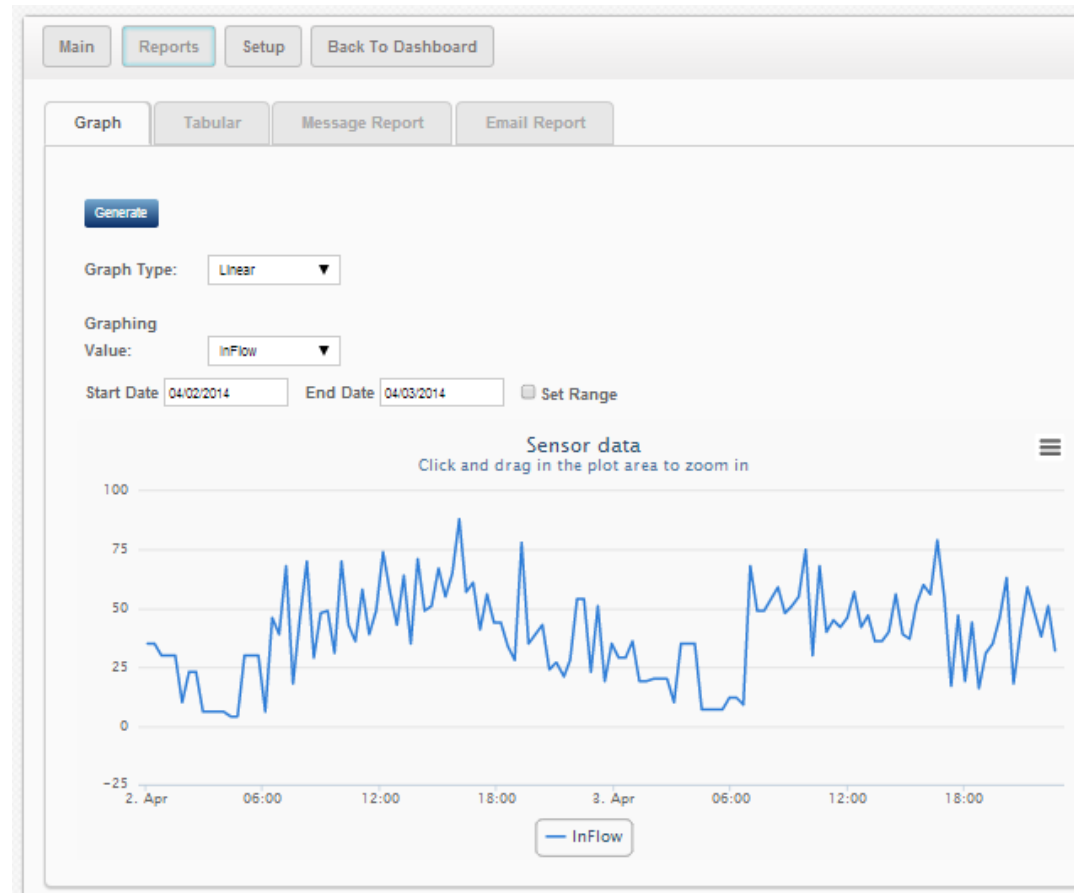 Main Reports Setup Back To Dashboard
Graph Tabular Message Report Email Report
Generate
Graph Type: Linear ▼
Graphing
Value: InFlow ▼
Start Date 04/02/2014 End Date 04/03/2014 Set Range
Sensor data
Click and drag in the plot area to zoom in
100
75
50
25
0
-25
2. Apr 06:00 12:00 18:00 3. Apr 06:00 12:00 18:00
InFlow